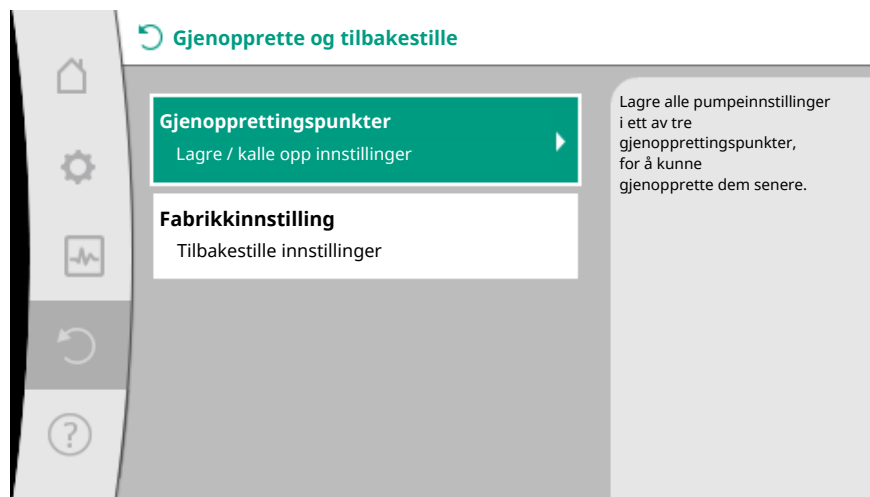 Gjenopprette og tilbakestille
Gjenopprettingspunkter
Lagre / kalle opp innstillinger
Fabrikkinnstilling
Tilbakestille innstillinger
Lagre alle pumpeinnstillinger
i ett av tre
gjenopprettingspunkter,
for å kunne
gjenopprette dem senere.
?